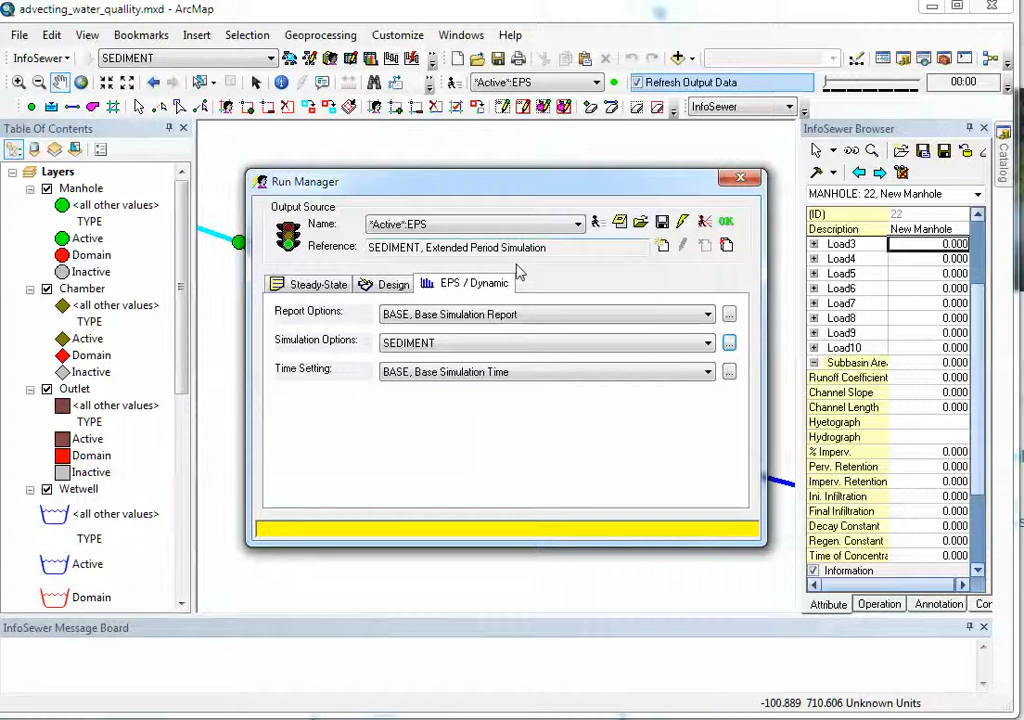 advecting_water_quallity.mxd - ArcMap
File Edit View Bookmarks Insert Selection Geoprocessing Customize Windows Help
InfoSewer SEDIMENT
*Active*:EPS Refresh Output Data 00:00
InfoSewer
Table Of Contents
Layers
Manhole
<all other values>
TYPE
Active
Domain
Inactive
Chamber
<all other values>
TYPE
Active
Domain
Inactive
Outlet
<all other values>
TYPE
Active
Domain
Inactive
Wetwell
<all other values>
TYPE
Active
Domain
Run Manager
Output Source
Name: *Active*:EPS
OK
Reference: SEDIMENT, Extended Period Simulation
Steady-State Design EPS / Dynamic
Report Options: BASE, Base Simulation Report ...
Simulation Options: SEDIMENT ...
Time Setting: BASE, Base Simulation Time ...
InfoSewer Browser
Catalog
MANHOLE: 22, New Manhole
(ID) 22
Description New Manhole
Load3 0.000
Load4 0.000
Load5 0.000
Load6 0.000
Load7 0.000
Load8 0.000
Load9 0.000
Load10 0.000
Subbasin Area
Runoff Coefficient 0.000
Channel Slope 0.000
Channel Length 0.000
Hyetograph
Hydrograph
% Imperv. 0.000
Perv. Retention 0.000
Imperv. Retention 0.000
Ini. Infiltration 0.000
Final Infiltration 0.000
Decay Constant 0.000
Regen. Constant 0.000
Time of Concentra 0.000
Information
Attribute Operation Annotation Con
InfoSewer Message Board
-100.889 710.606 Unknown Units